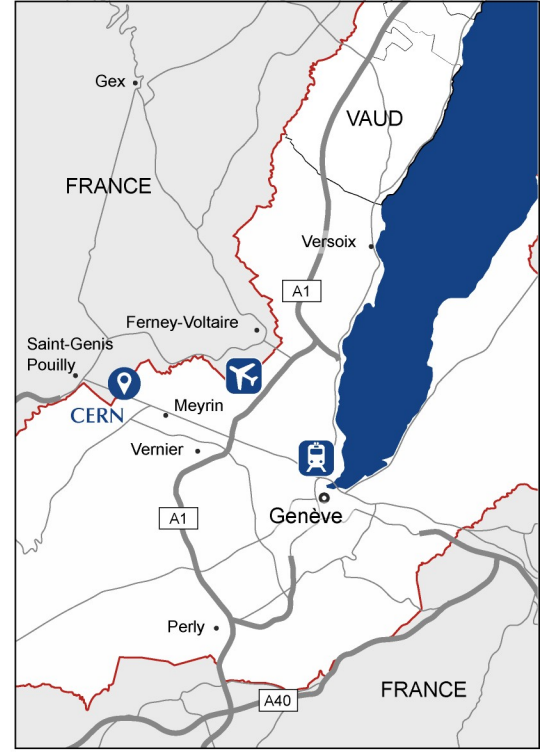 Gex
VAUD
FRANCE
Versoix
A1
Ferney-Voltaire
Saint-Genis
Pouilly
CERN
Meyrin
Vernier
Genève
A1
Perly
FRANCE
A40